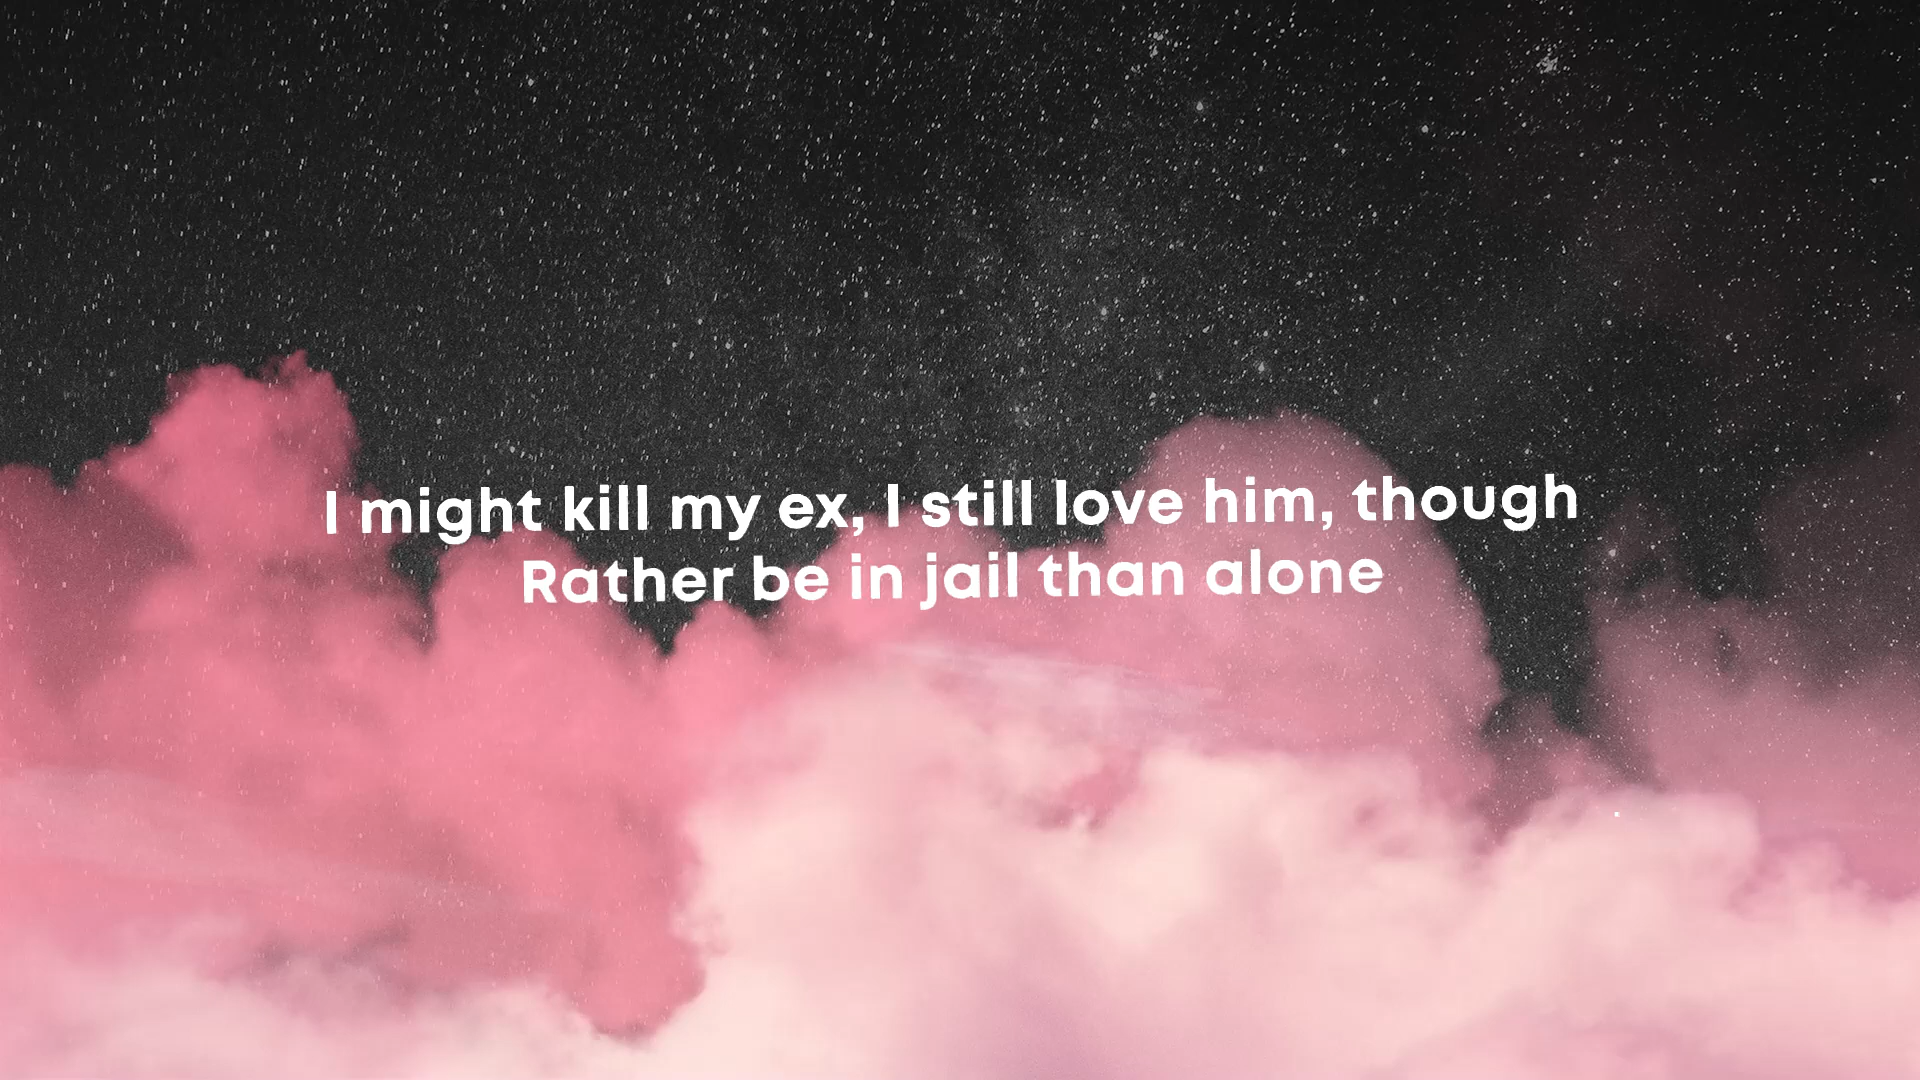 I might kill my ex, I still love him, though
Rather be in jail than alone